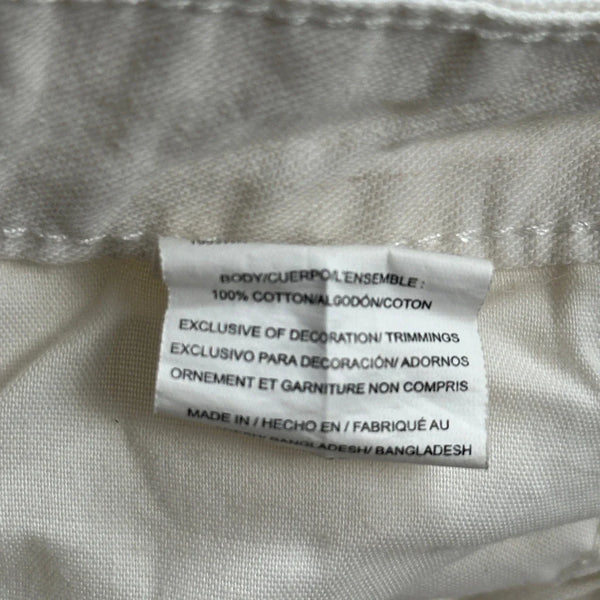 BODY/CUERPO/L'ENSEMBLE :
100% COTTON/ALGODÓN/COTON
EXCLUSIVE OF DECORATION/ TRIMMINGS
EXCLUSIVO PARA DECORACIÓN/ ADORNOS
ORNEMENT ET GARNITURE NON COMPRIS
MADE IN / HECHO EN / FABRIQUÉ AU
BANGLADESH/ BANGLADESH